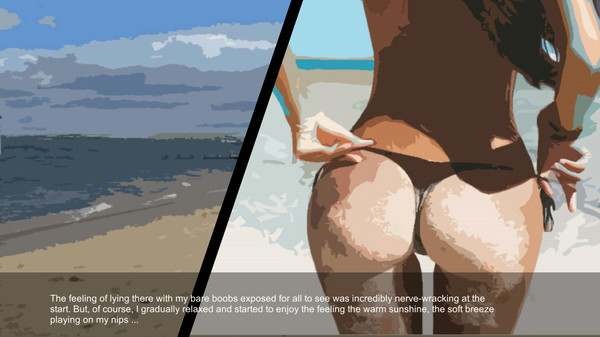 The feeling of lying there with my bare boobs exposed for all to see was incredibly nerve-wracking at the
start. But, of course, I gradually relaxed and started to enjoy the feeling the warm sunshine, the soft breeze
playing on my nips ...